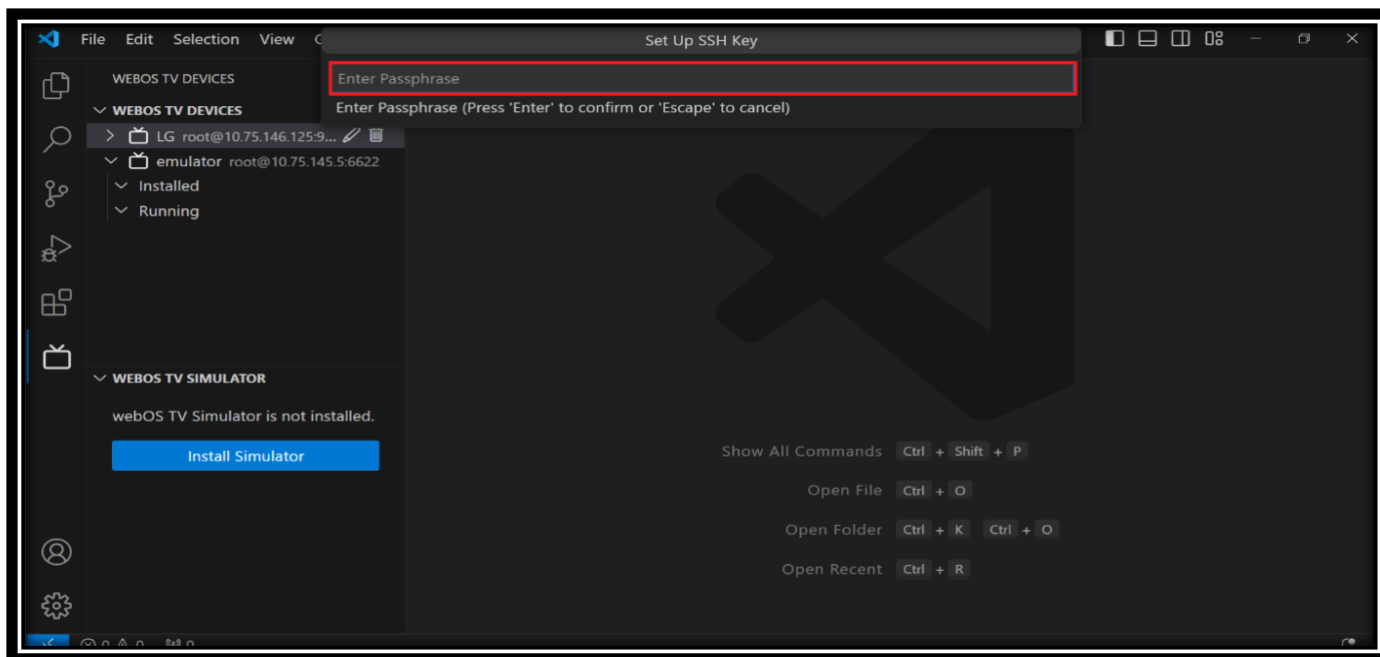 File Edit Selection View
Set Up SSH Key
Enter Passphrase
Enter Passphrase (Press 'Enter' to confirm or 'Escape' to cancel)
WEBOS TV DEVICES
WEBOS TV DEVICES
LG root@10.75.146.125:9...
emulator root@10.75.145.5:6622
Installed
Running
WEBOS TV SIMULATOR
webOS TV Simulator is not installed.
Install Simulator
Show All Commands Ctrl + Shift + P
Open File Ctrl + O
Open Folder Ctrl + K Ctrl + O
Open Recent Ctrl + R